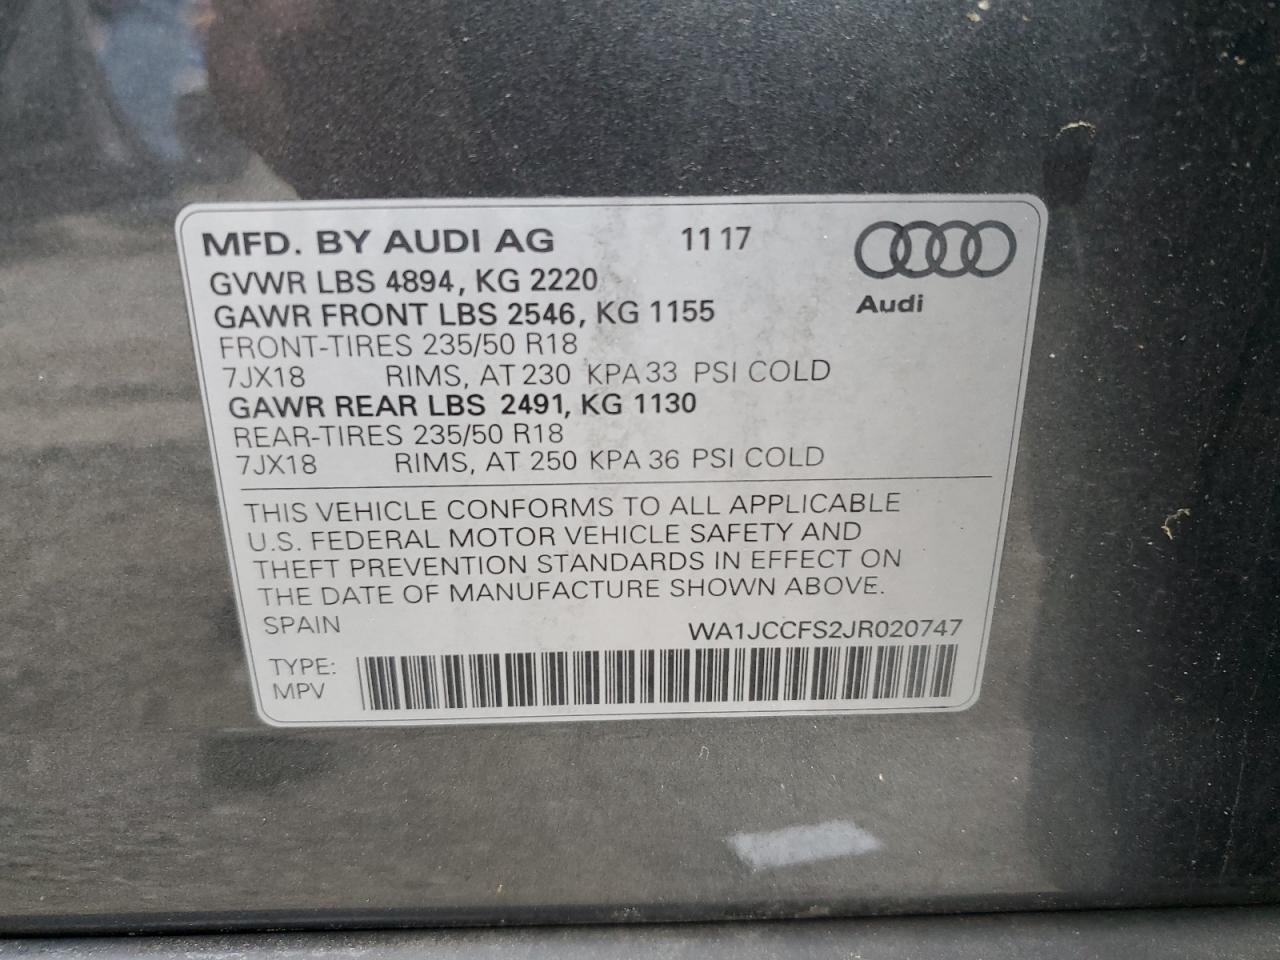 MFD. BY AUDI AG 11 17
GVWR LBS 4894, KG 2220
Audi
GAWR FRONT LBS 2546, KG 1155
FRONT-TIRES 235/50 R18
7JX18 RIMS, AT 230 KPA 33 PSI COLD
GAWR REAR LBS 2491, KG 1130
REAR-TIRES 235/50 R18
7JX18 RIMS, AT 250 KPA 36 PSI COLD
THIS VEHICLE CONFORMS TO ALL APPLICABLE
U.S. FEDERAL MOTOR VEHICLE SAFETY AND
THEFT PREVENTION STANDARDS IN EFFECT ON
THE DATE OF MANUFACTURE SHOWN ABOVE.
SPAIN WA1JCCFS2JR020747
TYPE:
MPV